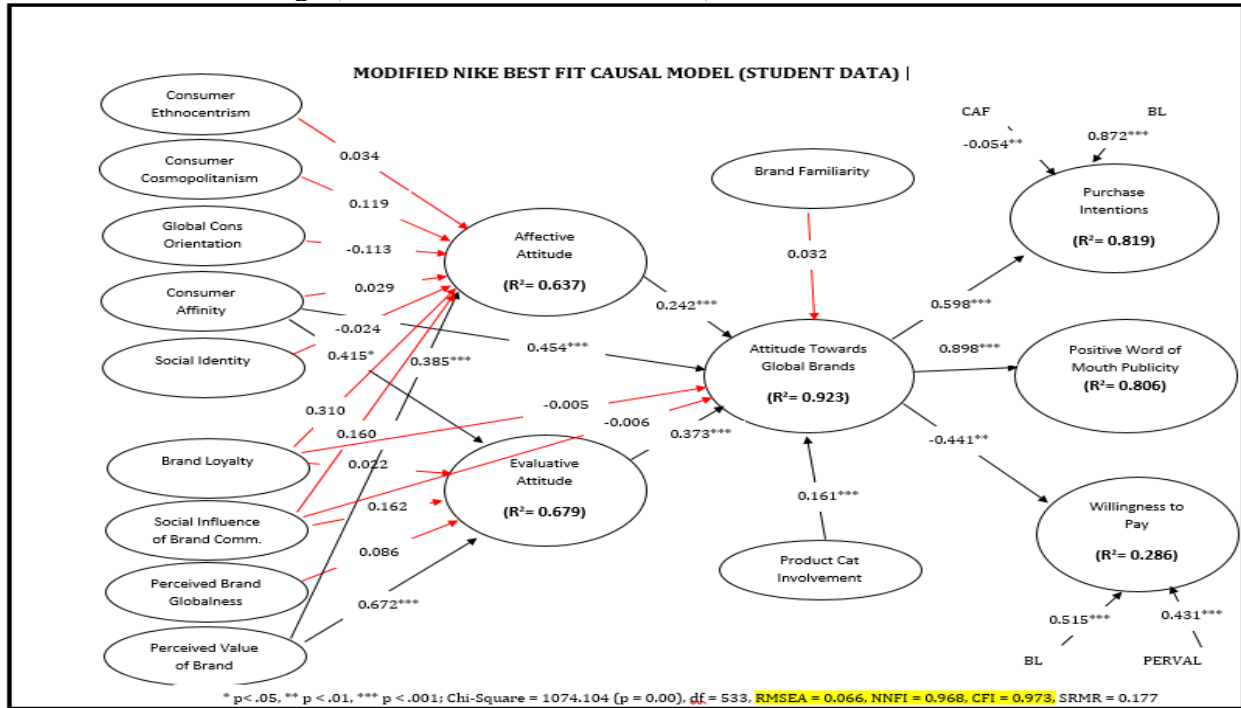 MODIFIED NIKE BEST FIT CAUSAL MODEL (STUDENT DATA) |
Consumer
Ethnocentrism
Consumer
Cosmopolitanism
Global Cons
Orientation
Consumer
Affinity
Social Identity
Brand Loyalty
Social Influence
of Brand Comm.
Perceived Brand
Globalness
Perceived Value
of Brand
0.034
0.119
-0.113
0.029
-0.024
0.415*
0.385***
0.310
0.160
0.022
0.162
0.086
0.672***
Affective
Attitude
(R²= 0.637)
Evaluative
Attitude
(R²= 0.679)
0.242***
0.454***
-0.005
-0.006
0.373***
Brand Familiarity
0.032
Attitude Towards
Global Brands
(R²= 0.923)
0.161***
Product Cat
Involvement
CAF
BL
-0.054**
0.872***
Purchase
Intentions
(R²= 0.819)
0.598***
0.898***
Positive Word of
Mouth Publicity
(R²= 0.806)
-0.441**
Willingness to
Pay
(R²= 0.286)
0.515***
0.431***
BL
PERVAL
* p< .05, ** p < .01, *** p < .001; Chi-Square = 1074.104 (p = 0.00), df = 533, RMSEA = 0.066, NNFI = 0.968, CFI = 0.973, SRMR = 0.177